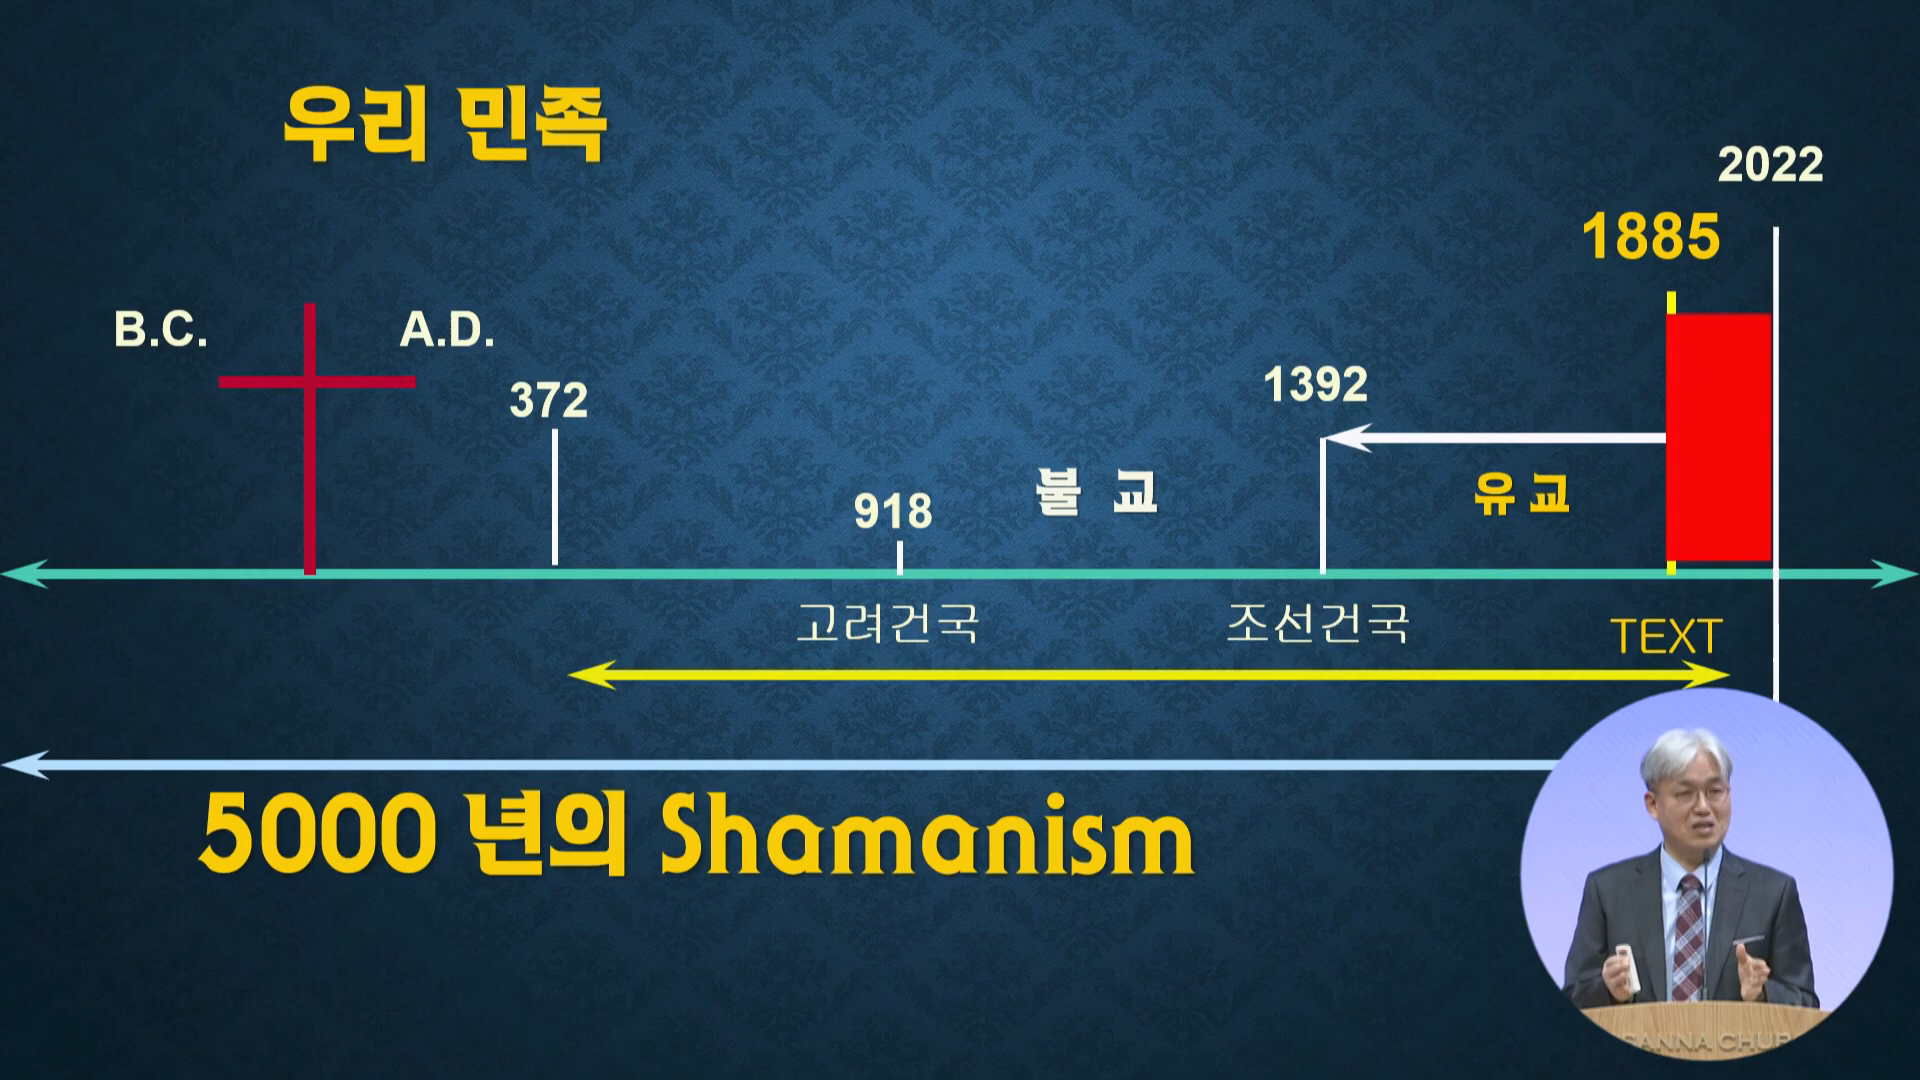 우리 민족
2022
1885
B.C.
A.D.
372
1392
918
불 교
유 교
고려건국
조선건국
TEXT
5000 년의 Shamanism